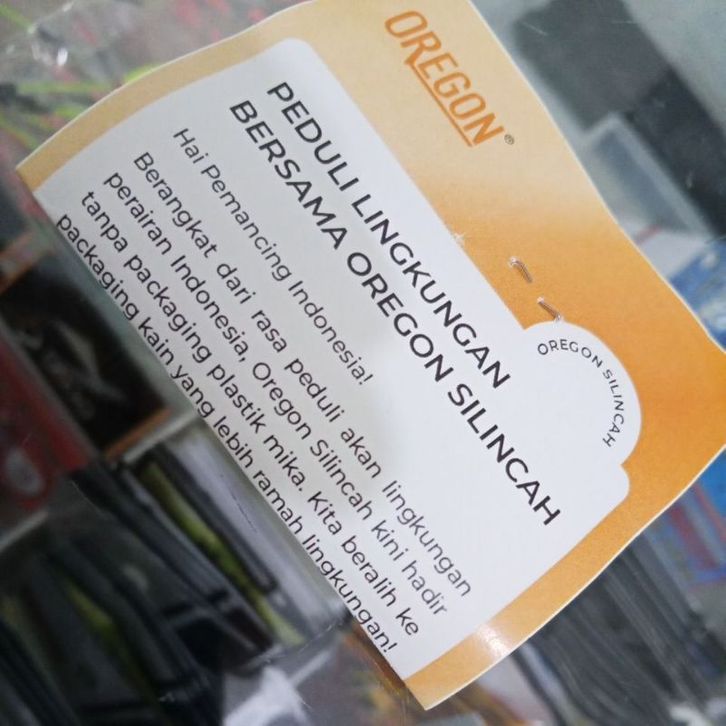 OREGON®
PEDULI LINGKUNGAN
BERSAMA OREGON SILINCAH
OREGON SILINCAH
Hai Pemancing Indonesia!
Berangkat dari rasa peduli akan lingkungan
perairan Indonesia, Oregon Silincah kini hadir
tanpa packaging plastik mika. Kita beralih ke
packaging kain yang lebih ramah lingkungan!